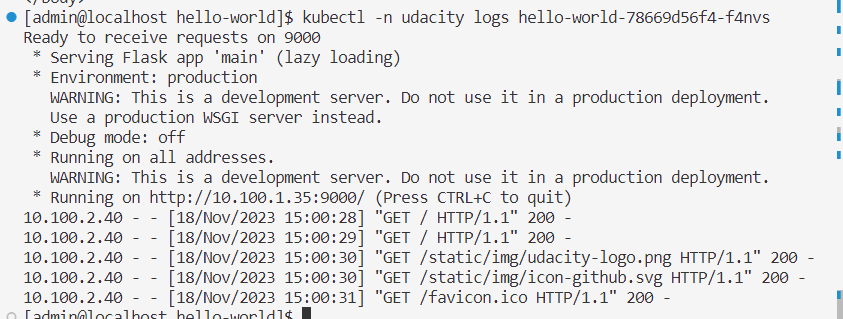 </body>
[admin@localhost hello-world]$ kubectl -n udacity logs hello-world-78669d56f4-f4nvs
Ready to receive requests on 9000
 * Serving Flask app 'main' (lazy loading)
 * Environment: production
   WARNING: This is a development server. Do not use it in a production deployment.
   Use a production WSGI server instead.
 * Debug mode: off
 * Running on all addresses.
   WARNING: This is a development server. Do not use it in a production deployment.
 * Running on http://10.100.1.35:9000/ (Press CTRL+C to quit)
10.100.2.40 - - [18/Nov/2023 15:00:28] "GET / HTTP/1.1" 200 -
10.100.2.40 - - [18/Nov/2023 15:00:29] "GET / HTTP/1.1" 200 -
10.100.2.40 - - [18/Nov/2023 15:00:30] "GET /static/img/udacity-logo.png HTTP/1.1" 200 -
10.100.2.40 - - [18/Nov/2023 15:00:30] "GET /static/img/icon-github.svg HTTP/1.1" 200 -
10.100.2.40 - - [18/Nov/2023 15:00:31] "GET /favicon.ico HTTP/1.1" 200 -
[admin@localhost hello-world]$